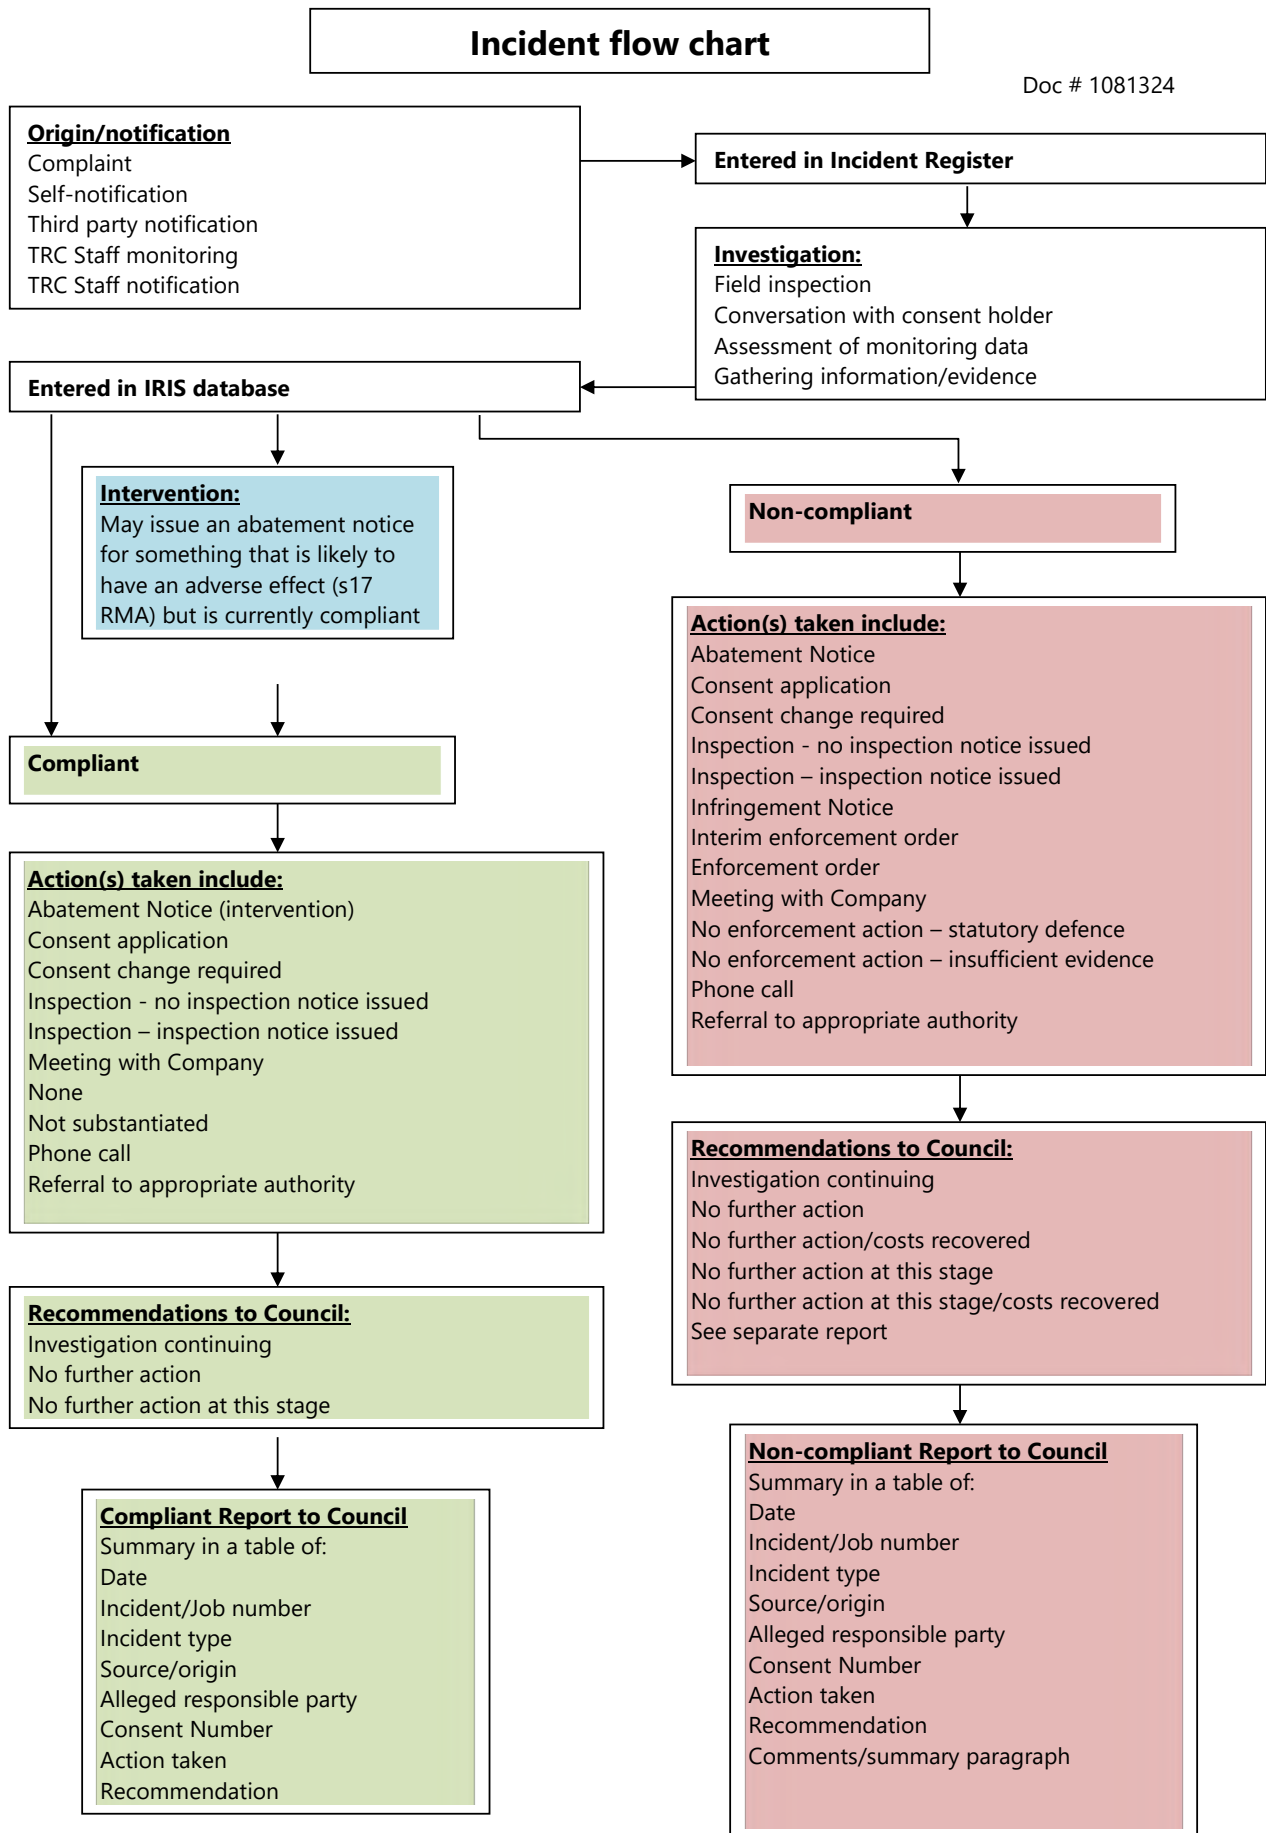 Incident flow chart
Doc # 1081324
Origin/notification
Complaint
Self-notification
Third party notification
TRC Staff monitoring
TRC Staff notification
Entered in Incident Register
Investigation:
Field inspection
Conversation with consent holder
Assessment of monitoring data
Gathering information/evidence
Entered in IRIS database
Intervention:
May issue an abatement notice
for something that is likely to
have an adverse effect (s17
RMA) but is currently compliant
Non-compliant
Action(s) taken include:
Abatement Notice
Consent application
Consent change required
Inspection - no inspection notice issued
Inspection – inspection notice issued
Infringement Notice
Interim enforcement order
Enforcement order
Meeting with Company
No enforcement action – statutory defence
No enforcement action – insufficient evidence
Phone call
Referral to appropriate authority
Compliant
Action(s) taken include:
Abatement Notice (intervention)
Consent application
Consent change required
Inspection - no inspection notice issued
Inspection – inspection notice issued
Meeting with Company
None
Not substantiated
Phone call
Referral to appropriate authority
Recommendations to Council:
Investigation continuing
No further action
No further action/costs recovered
No further action at this stage
No further action at this stage/costs recovered
See separate report
Recommendations to Council:
Investigation continuing
No further action
No further action at this stage
Non-compliant Report to Council
Summary in a table of:
Date
Incident/Job number
Incident type
Source/origin
Alleged responsible party
Consent Number
Action taken
Recommendation
Comments/summary paragraph
Compliant Report to Council
Summary in a table of:
Date
Incident/Job number
Incident type
Source/origin
Alleged responsible party
Consent Number
Action taken
Recommendation